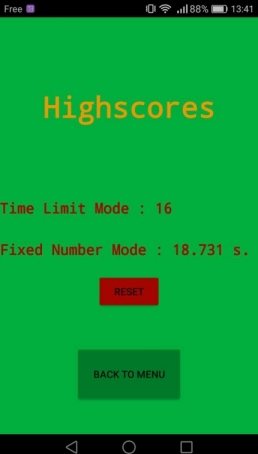 Free 88% 13:41
Highscores
Time Limit Mode : 16
Fixed Number Mode : 18.731 s.
RESET
BACK TO MENU